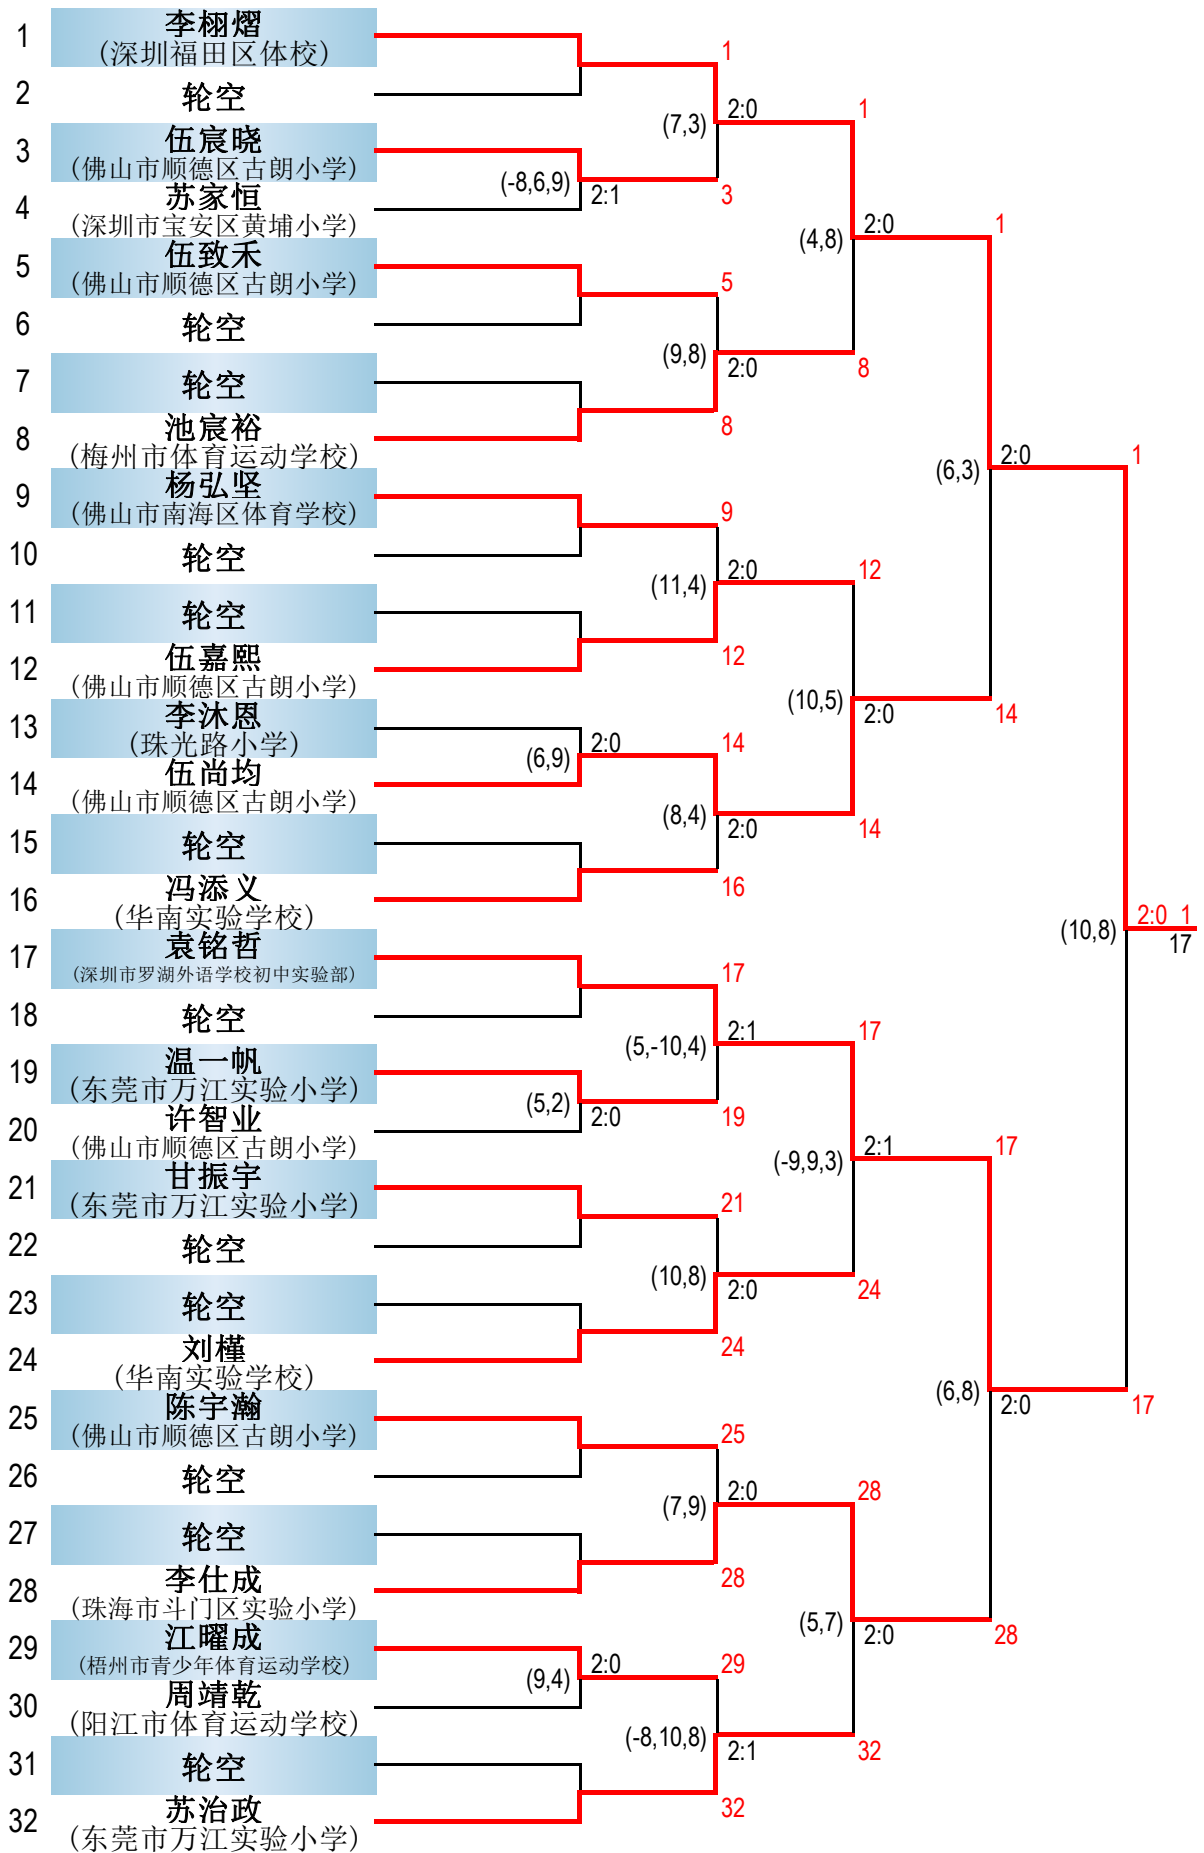 1
李栩熠
(深圳福田区体校)
2
轮空
3
伍宸晓
(佛山市顺德区古朗小学)
4
苏家恒
(深圳市宝安区黄埔小学)
5
伍致禾
(佛山市顺德区古朗小学)
6
轮空
7
轮空
8
池宸裕
(梅州市体育运动学校)
9
杨弘坚
(佛山市南海区体育学校)
10
轮空
11
轮空
12
伍嘉熙
(佛山市顺德区古朗小学)
13
李沐恩
(珠光路小学)
14
伍尚均
(佛山市顺德区古朗小学)
15
轮空
16
冯添义
(华南实验学校)
17
袁铭哲
(深圳市罗湖外语学校初中实验部)
18
轮空
19
温一帆
(东莞市万江实验小学)
20
许智业
(佛山市顺德区古朗小学)
21
甘振宇
(东莞市万江实验小学)
22
轮空
23
轮空
24
刘槿
(华南实验学校)
25
陈宇瀚
(佛山市顺德区古朗小学)
26
轮空
27
轮空
28
李仕成
(珠海市斗门区实验小学)
29
江曜成
(梧州市青少年体育运动学校)
30
周靖乾
(阳江市体育运动学校)
31
轮空
32
苏治政
(东莞市万江实验小学)
(-8,6,9)
2:1
(6,9)
2:0
(5,2)
2:0
(9,4)
2:0
1
(7,3)
2:0
3
5
(9,8)
2:0
8
9
(11,4)
2:0
12
14
(8,4)
2:0
16
17
(5,-10,4)
2:1
19
21
(10,8)
2:0
24
25
(7,9)
2:0
28
29
(-8,10,8)
2:1
32
1
(4,8)
2:0
8
12
(10,5)
2:0
14
17
(-9,9,3)
2:1
24
28
(5,7)
2:0
32
1
(6,3)
2:0
14
17
(6,8)
2:0
28
1
(10,8)
2:0 1
17
17